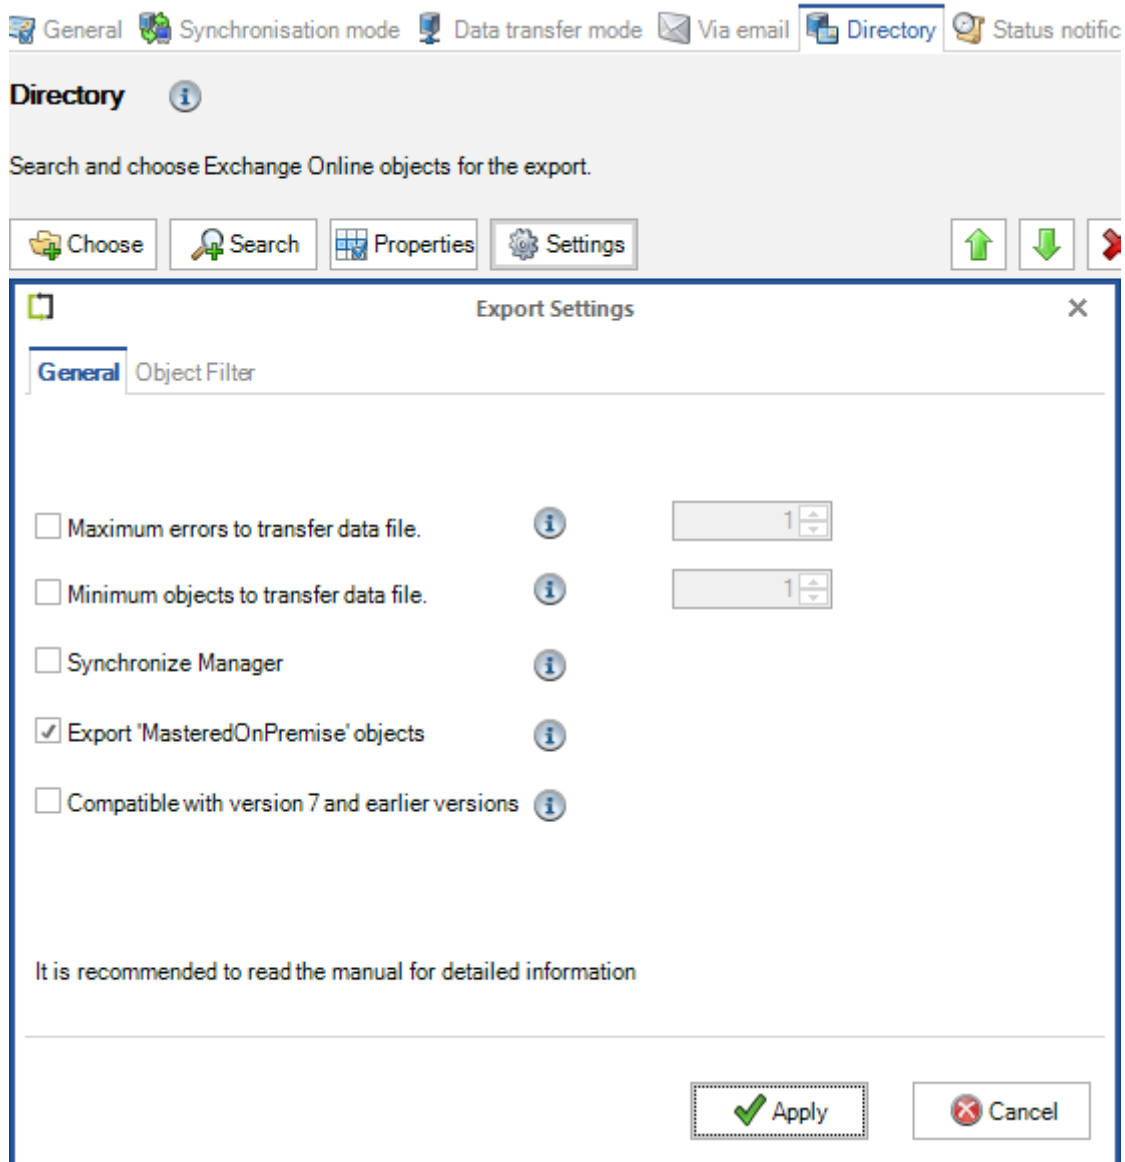 General Synchronisation mode Data transfer mode Via email Directory Status notific
Directory
Search and choose Exchange Online objects for the export.
Choose Search Properties Settings
Export Settings
General Object Filter
Maximum errors to transfer data file. 1
Minimum objects to transfer data file. 1
Synchronize Manager
Export 'MasteredOnPremise' objects
Compatible with version 7 and earlier versions
It is recommended to read the manual for detailed information
Apply Cancel